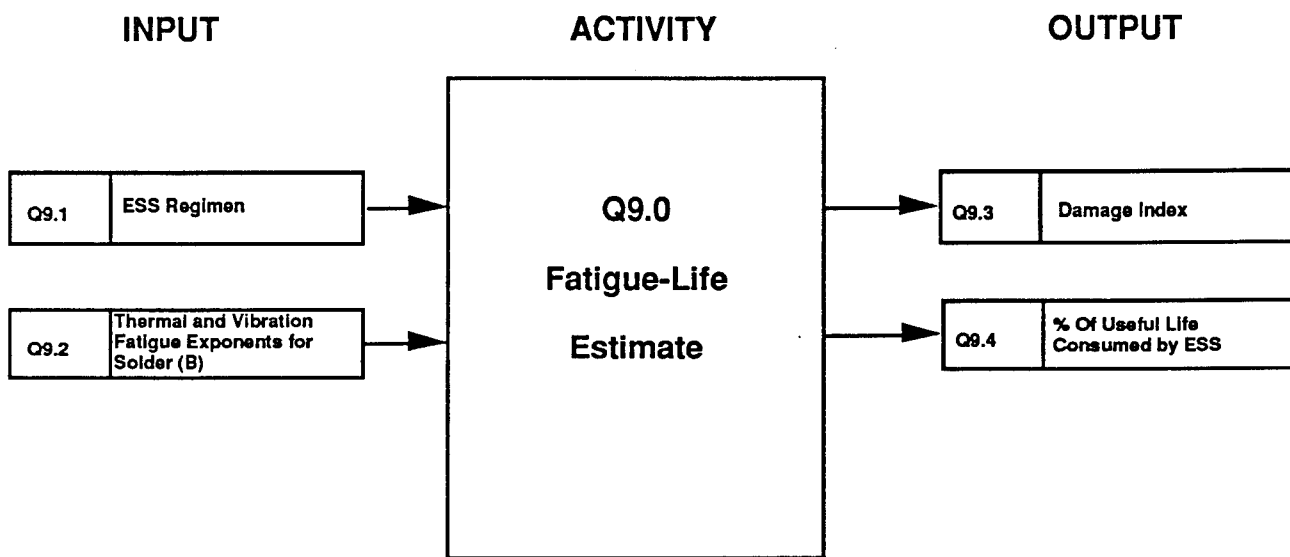 INPUT
ACTIVITY
OUTPUT
Q9.1
ESS Regimen
Q9.2
Thermal and Vibration
Fatigue Exponents for
Solder (B)
Q9.0
Fatigue-Life
Estimate
Q9.3
Damage Index
Q9.4
% Of Useful Life
Consumed by ESS